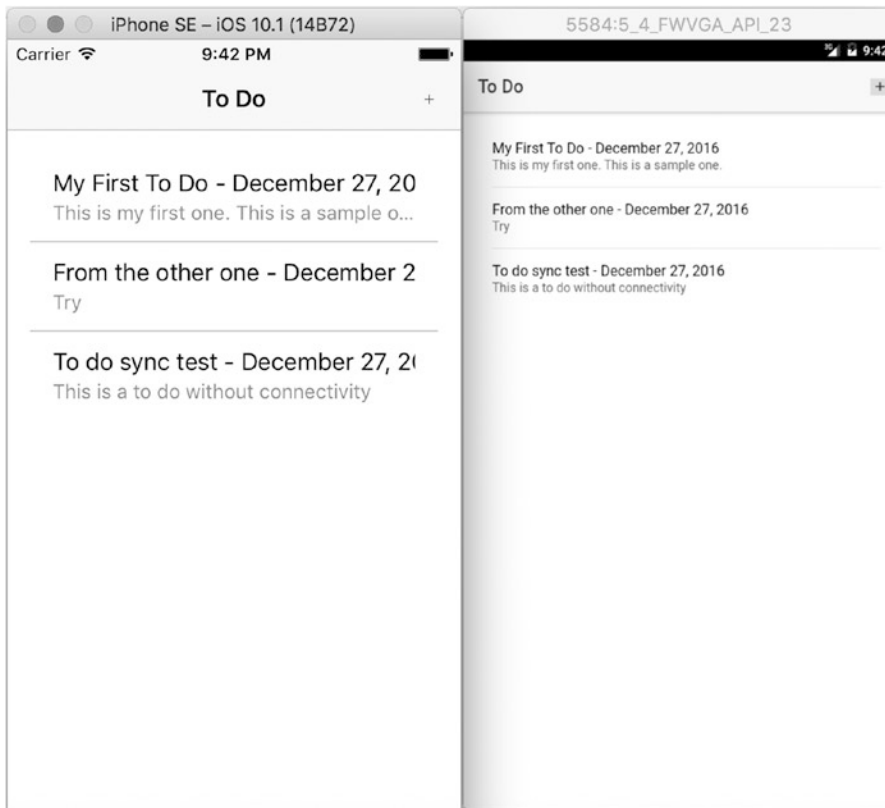 iPhone SE – iOS 10.1 (14B72)
Carrier 9:42 PM
To Do +
My First To Do - December 27, 20
This is my first one. This is a sample o...
From the other one - December 2
Try
To do sync test - December 27, 20
This is a to do without connectivity
5584:5_4_FWVGA_API_23
3G 9:42
To Do +
My First To Do - December 27, 2016
This is my first one. This is a sample one.
From the other one - December 27, 2016
Try
To do sync test - December 27, 2016
This is a to do without connectivity